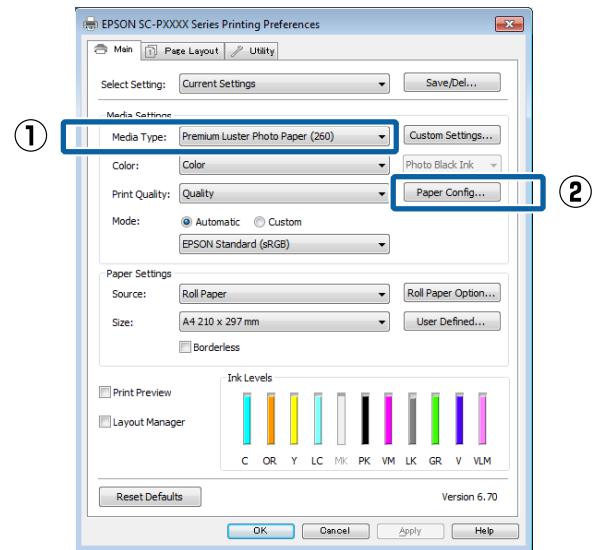 EPSON SC-PXXXX Series Printing Preferences
Main Page Layout Utility
Select Setting: Current Settings Save/Del...
Media Settings
① Media Type: Premium Luster Photo Paper (260) Custom Settings...
Color: Color Photo Black Ink
Print Quality: Quality Paper Config... ②
Mode: Automatic Custom
EPSON Standard (sRGB)
Paper Settings
Source: Roll Paper Roll Paper Option...
Size: A4 210 x 297 mm User Defined...
Borderless
Ink Levels
Print Preview
Layout Manager
C OR Y LC MK PK VM LK GR V VLM
Reset Defaults Version 6.70
OK Cancel Apply Help